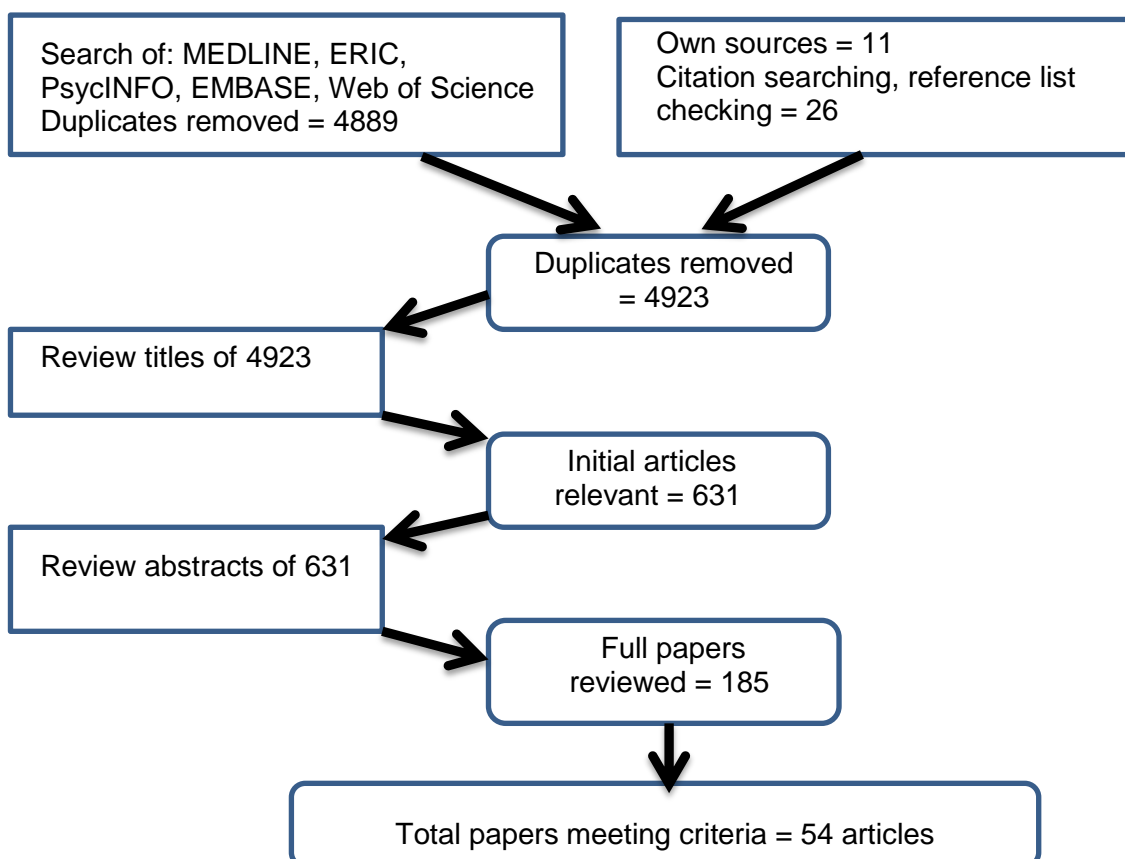 Search of: MEDLINE, ERIC,
PsycINFO, EMBASE, Web of Science
Duplicates removed = 4889
Own sources = 11
Citation searching, reference list
checking = 26
Duplicates removed
= 4923
Review titles of 4923
Initial articles
relevant = 631
Review abstracts of 631
Full papers
reviewed = 185
Total papers meeting criteria = 54 articles